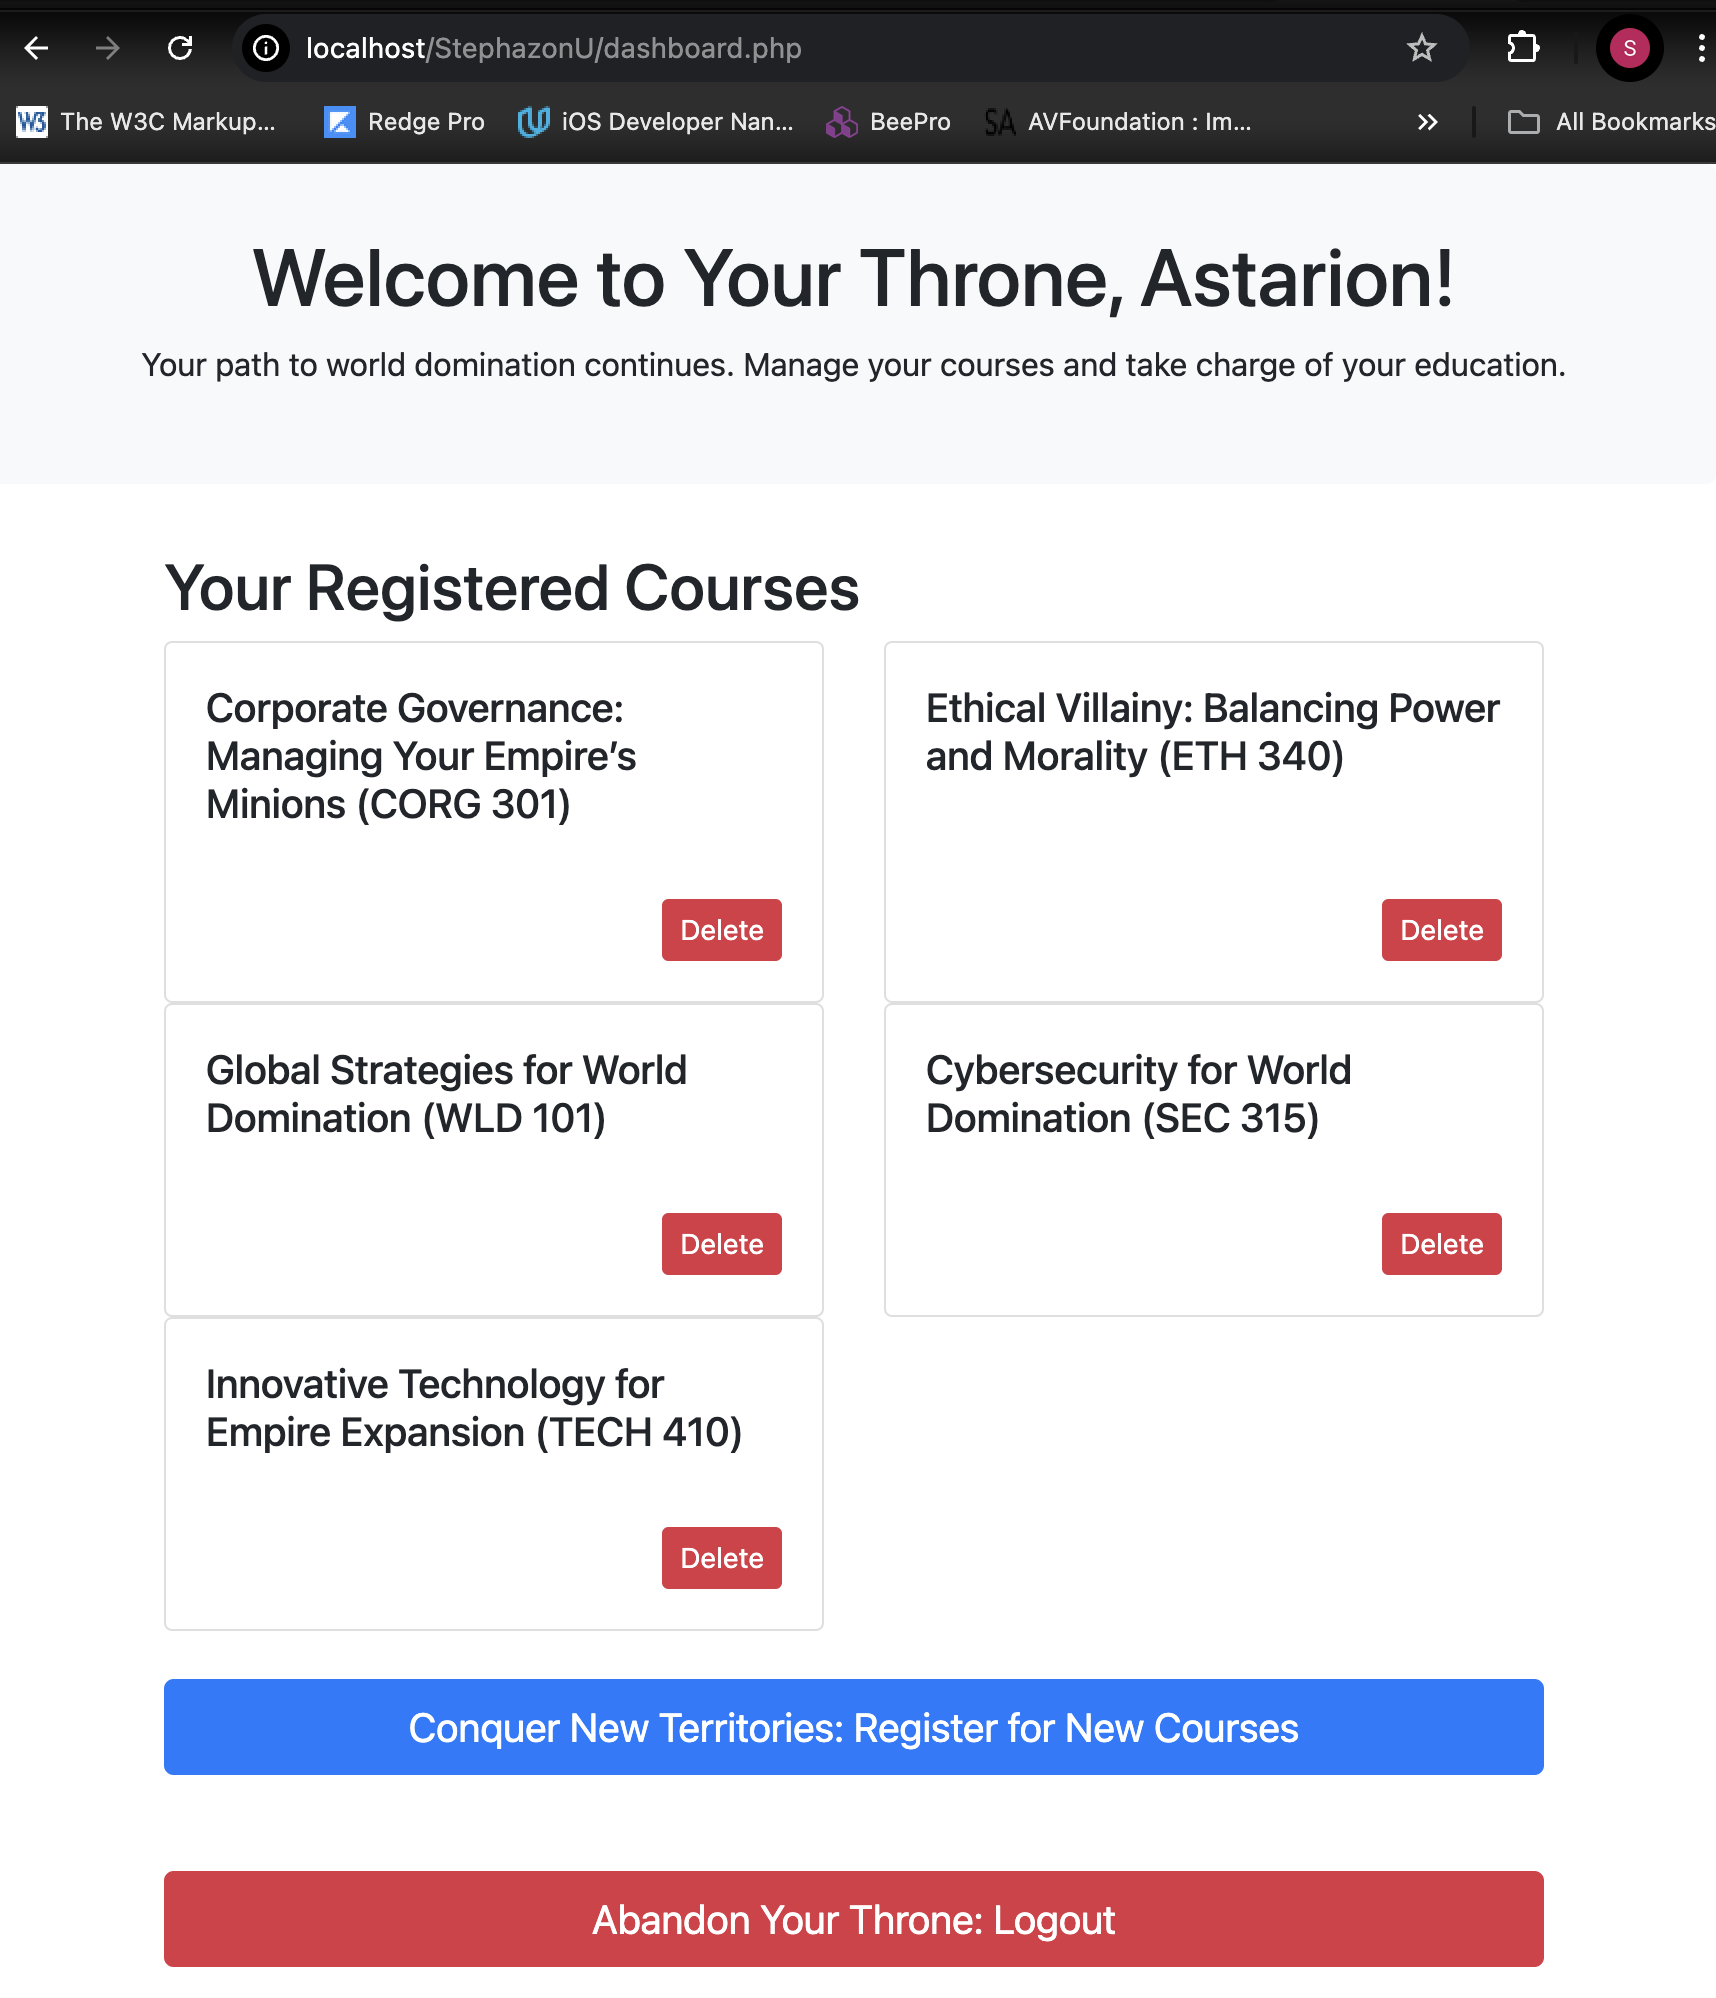 localhost/StephazonU/dashboard.php
S
W3 The W3C Markup... Redge Pro iOS Developer Nan... BeePro SA AVFoundation : Im... » All Bookmarks
Welcome to Your Throne, Astarion!
Your path to world domination continues. Manage your courses and take charge of your education.
Your Registered Courses
Corporate Governance:
Managing Your Empire’s
Minions (CORG 301)
Delete
Ethical Villainy: Balancing Power
and Morality (ETH 340)
Delete
Global Strategies for World
Domination (WLD 101)
Delete
Cybersecurity for World
Domination (SEC 315)
Delete
Innovative Technology for
Empire Expansion (TECH 410)
Delete
Conquer New Territories: Register for New Courses
Abandon Your Throne: Logout